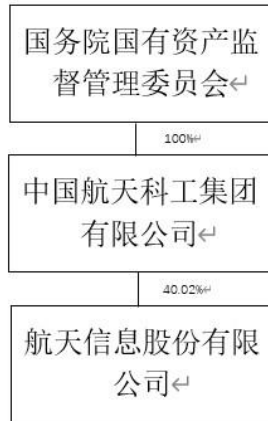 国务院国有资产监
督管理委员会↵
100%↵
中国航天科工集团
有限公司↵
40.02%↵
航天信息股份有限
公司↵